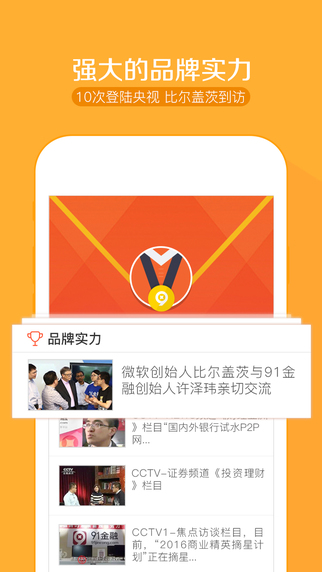 强大的品牌实力
10次登陆央视 比尔盖茨到访
品牌实力
微软创始人比尔盖茨与91金
融创始人许泽玮亲切交流
》栏目“国内外银行试水P2P
网...
CCTV-证券频道《投资理财
》栏目
CCTV
CCTV1-焦点访谈栏目，目
前，“2016商业精英摘星计
划”正在摘星...
91金融